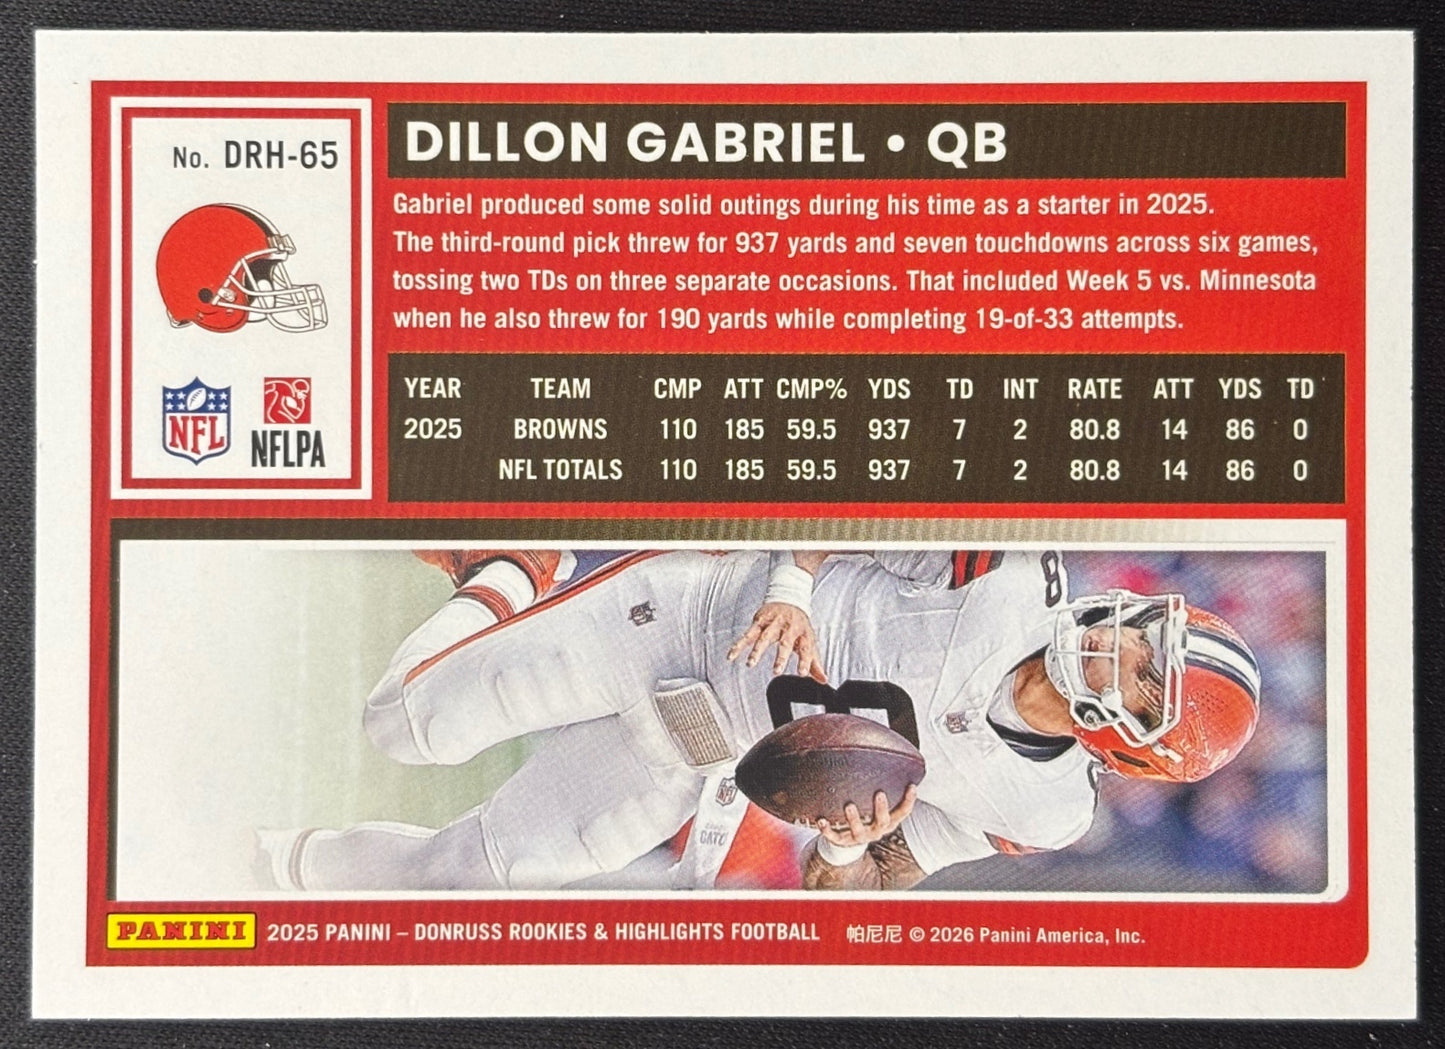 No. DRH-65
NFL
NFLPA
DILLON GABRIEL • QB
Gabriel produced some solid outings during his time as a starter in 2025.
The third-round pick threw for 937 yards and seven touchdowns across six games,
tossing two TDs on three separate occasions. That included Week 5 vs. Minnesota
when he also threw for 190 yards while completing 19-of-33 attempts.
YEAR TEAM CMP ATT CMP% YDS TD INT RATE ATT YDS TD
2025 BROWNS 110 185 59.5 937 7 2 80.8 14 86 0
NFL TOTALS 110 185 59.5 937 7 2 80.8 14 86 0
8
8
NFL
PANINI 2025 PANINI – DONRUSS ROOKIES & HIGHLIGHTS FOOTBALL 帕尼尼 © 2026 Panini America, Inc.